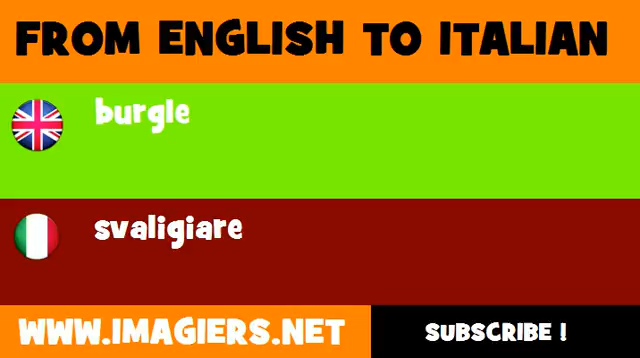 FROM ENGLISH TO ITALIAN
burgle
svaligiare
WWW.IMAGIERS.NET
SUBSCRIBE !